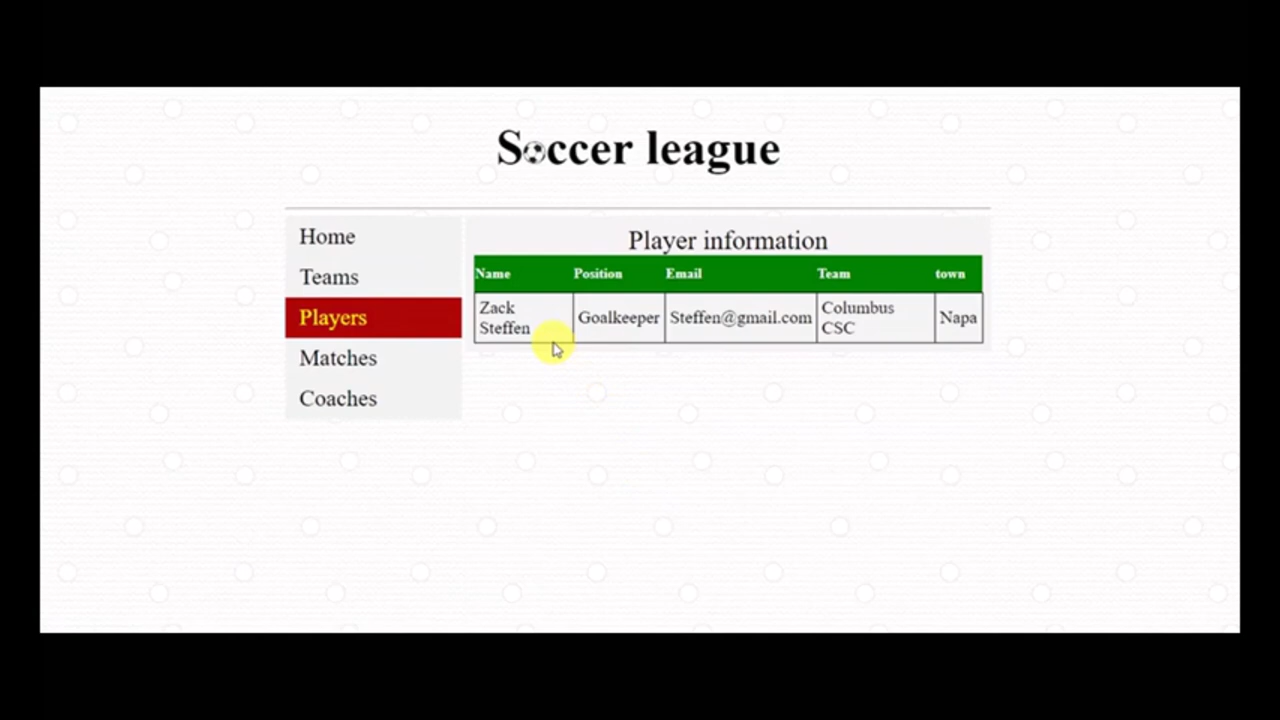 Soccer league
Home
Teams
Players
Matches
Coaches
Player information
Name Position Email Team town
Zack Steffen Goalkeeper Steffen@gmail.com Columbus CSC Napa